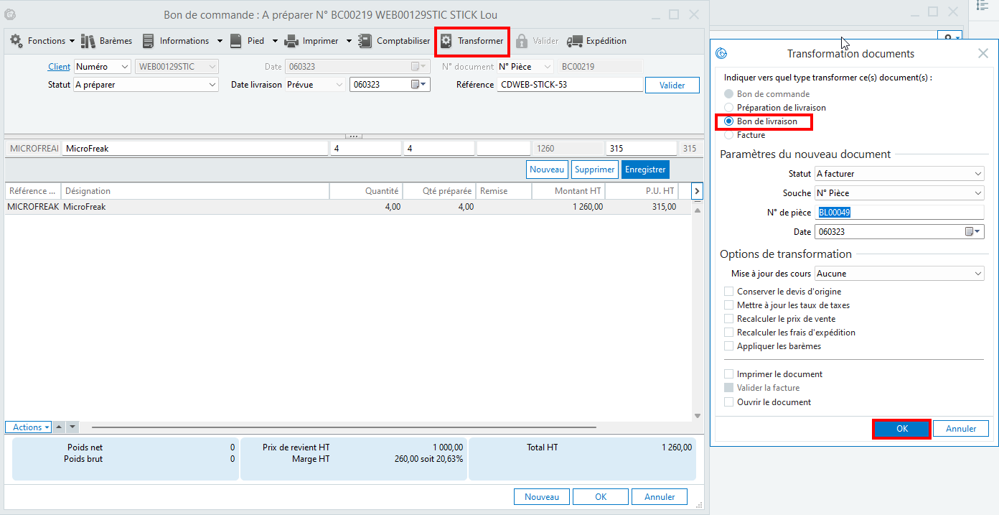 Bon de commande : A préparer N° BC00219 WEB00129STIC STICK Lou
Fonctions Barèmes Informations Pied Imprimer Comptabiliser Transformer Valider Expédition
Client Numéro WEB00129STIC Date 060323 N° document N° Pièce BC00219
Statut A préparer Date livraison Prévue 060323 Référence CDWEB-STICK-53 Valider
MICROFREAI MicroFreak 4 4 1260 315 315
Nouveau Supprimer Enregistrer
Référence ... Désignation Quantité Qté préparée Remise Montant HT P.U. HT
MICROFREAK MicroFreak 4,00 4,00 1 260,00 315,00
Actions
Poids net 0 Prix de revient HT 1 000,00 Total HT 1 260,00
Poids brut 0 Marge HT 260,00 soit 20,63%
Nouveau OK Annuler
Transformation documents
Indiquer vers quel type transformer ce(s) document(s) :
Bon de commande
Préparation de livraison
Bon de livraison
Facture
Paramètres du nouveau document
Statut A facturer
Souche N° Pièce
N° de pièce BL00049
Date 060323
Options de transformation
Mise à jour des cours Aucune
Conserver le devis d'origine
Mettre à jour les taux de taxes
Recalculer le prix de vente
Recalculer les frais d'expédition
Appliquer les barèmes
Imprimer le document
Valider la facture
Ouvrir le document
OK Annuler